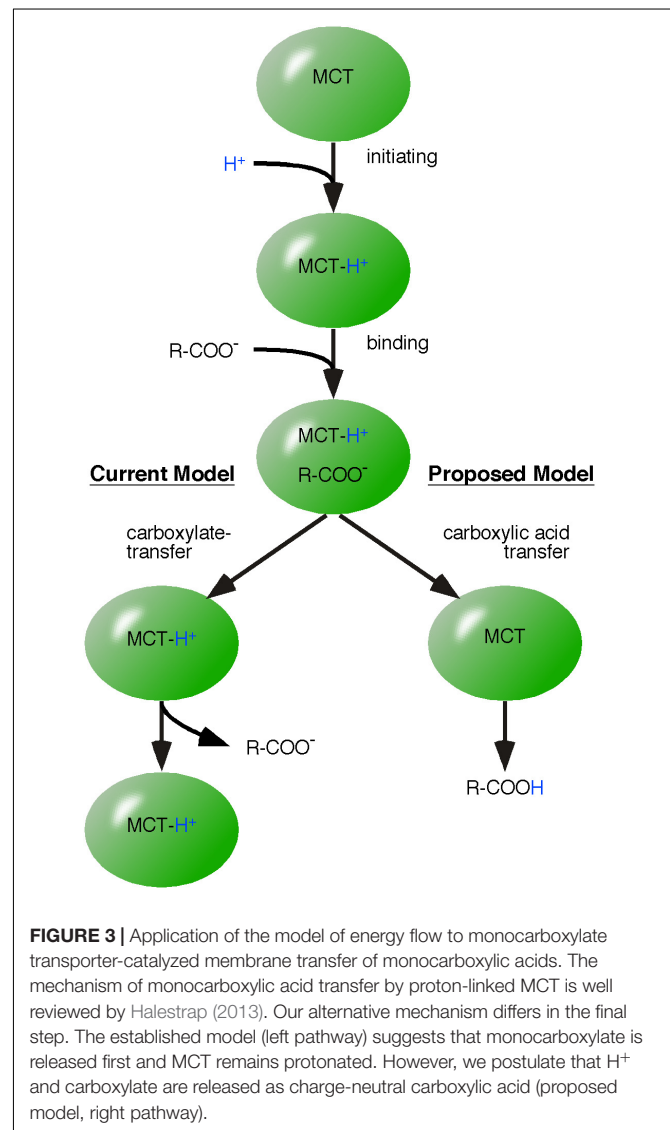 MCT
H⁺
initiating
MCT-H⁺
R-COO⁻
binding
MCT-H⁺
R-COO⁻
Current Model
Proposed Model
carboxylate-
transfer
carboxylic acid
transfer
MCT-H⁺
MCT
R-COO⁻
R-COOH
MCT-H⁺
FIGURE 3 | Application of the model of energy flow to monocarboxylate
transporter-catalyzed membrane transfer of monocarboxylic acids. The
mechanism of monocarboxylic acid transfer by proton-linked MCT is well
reviewed by Halestrap (2013). Our alternative mechanism differs in the final
step. The established model (left pathway) suggests that monocarboxylate is
released first and MCT remains protonated. However, we postulate that H⁺
and carboxylate are released as charge-neutral carboxylic acid (proposed
model, right pathway).